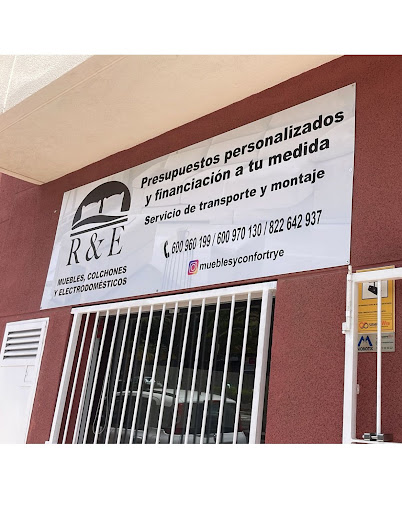 R & E
MUEBLES, COLCHONES
Y ELECTRODOMÉSTICOS
Presupuestos personalizados
y financiación a tu medida
Servicio de transporte y montaje
600 960 199 / 600 970 130 / 822 642 937
mueblesyconfortrye